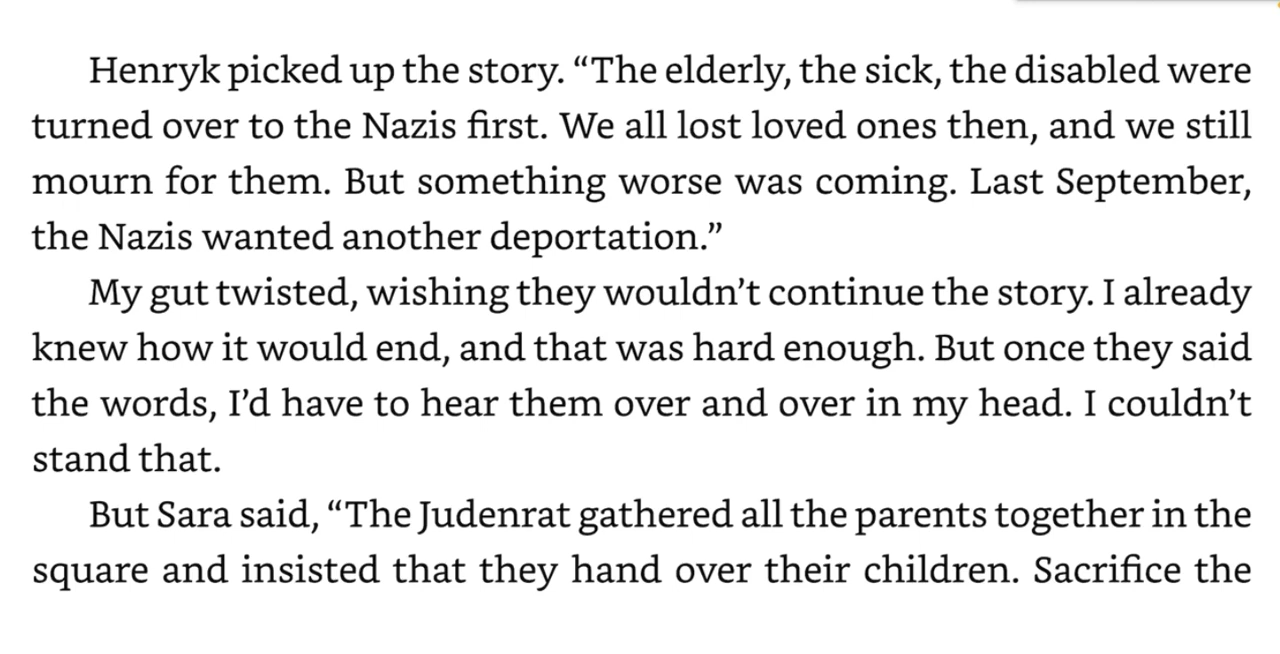 Henryk picked up the story. “The elderly, the sick, the disabled were
turned over to the Nazis first. We all lost loved ones then, and we still
mourn for them. But something worse was coming. Last September,
the Nazis wanted another deportation.”
My gut twisted, wishing they wouldn’t continue the story. I already
knew how it would end, and that was hard enough. But once they said
the words, I’d have to hear them over and over in my head. I couldn’t
stand that.
But Sara said, “The Judenrat gathered all the parents together in the
square and insisted that they hand over their children. Sacrifice the